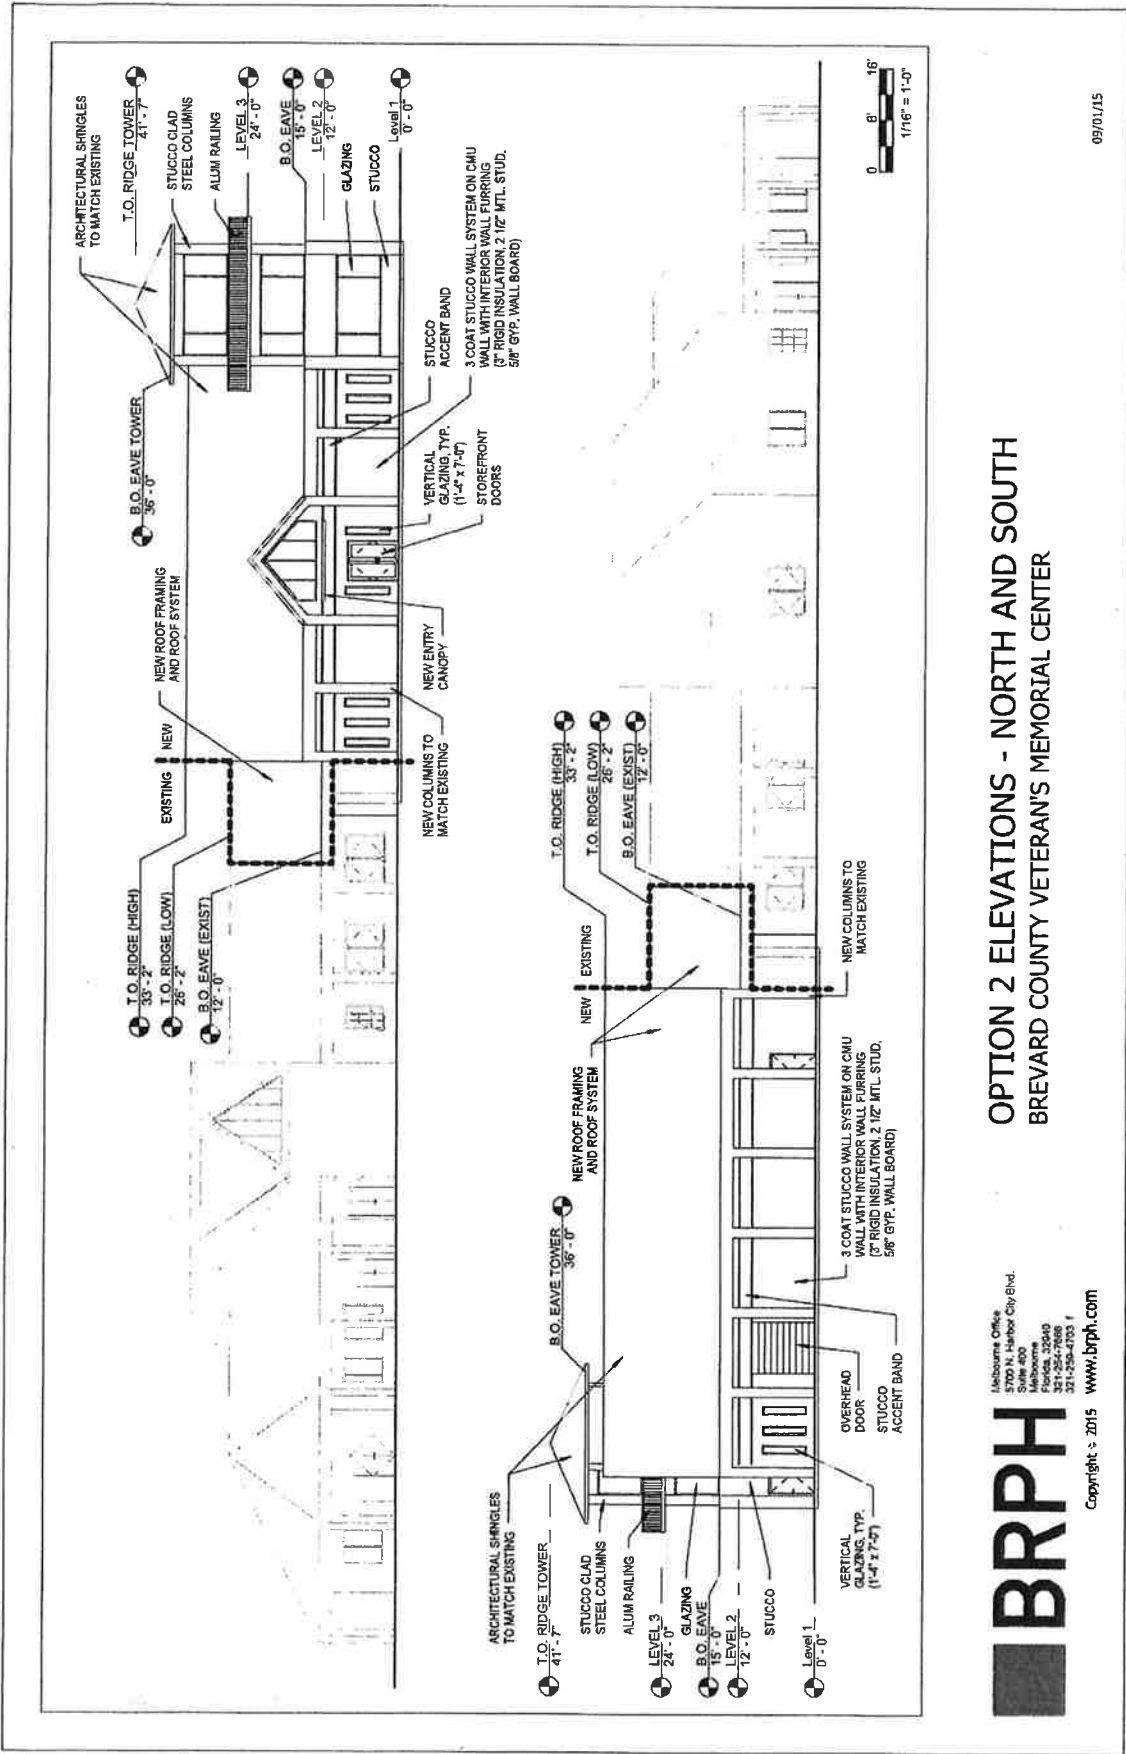 ARCHITECTURAL SHINGLES
TO MATCH EXISTING
T.O. RIDGE TOWER
41' - 7"
STUCCO CLAD
STEEL COLUMNS
ALUM RAILING
LEVEL 3
24' - 0"
B.O. EAVE
15' - 0"
LEVEL 2
12' - 0"
GLAZING
STUCCO
Level 1
0' - 0"
B.O. EAVE TOWER
36' - 0"
NEW ROOF FRAMING
AND ROOF SYSTEM
EXISTING
NEW
T.O. RIDGE (HIGH)
33' - 2"
T.O. RIDGE (LOW)
26' - 2"
B.O. EAVE (EXIST)
12' - 0"
NEW COLUMNS TO
MATCH EXISTING
NEW ENTRY
CANOPY
VERTICAL
GLAZING, TYP.
(1'-4" x 7'-0")
STOREFRONT
DOORS
STUCCO
ACCENT BAND
3 COAT STUCCO WALL SYSTEM ON CMU
WALL WITH INTERIOR WALL FURRING
(3" RIGID INSULATION, 2 1/2" MTL. STUD,
5/8" GYP. WALL BOARD)
ARCHITECTURAL SHINGLES
TO MATCH EXISTING
T.O. RIDGE TOWER
41' - 7"
STUCCO CLAD
STEEL COLUMNS
ALUM RAILING
LEVEL 3
24' - 0"
GLAZING
B.O. EAVE
15' - 0"
LEVEL 2
12' - 0"
STUCCO
Level 1
0' - 0"
B.O. EAVE TOWER
36' - 0"
NEW ROOF FRAMING
AND ROOF SYSTEM
NEW
EXISTING
T.O. RIDGE (HIGH)
33' - 2"
T.O. RIDGE (LOW)
26' - 2"
B.O. EAVE (EXIST)
12' - 0"
VERTICAL
GLAZING, TYP.
(1'-4" x 7'-0")
OVERHEAD
DOOR
STUCCO
ACCENT BAND
3 COAT STUCCO WALL SYSTEM ON CMU
WALL WITH INTERIOR WALL FURRING
(3" RIGID INSULATION, 2 1/2" MTL. STUD,
5/8" GYP. WALL BOARD)
NEW COLUMNS TO
MATCH EXISTING
0 8' 16'
1/16" = 1'-0"
BRPH
Melbourne Office
5700 N. Harbor City Blvd.
Suite 400
Melbourne
Florida, 32940
321-254-7666
321-259-4703 f
Copyright © 2015 www.brph.com
OPTION 2 ELEVATIONS - NORTH AND SOUTH
BREVARD COUNTY VETERAN'S MEMORIAL CENTER
09/01/15